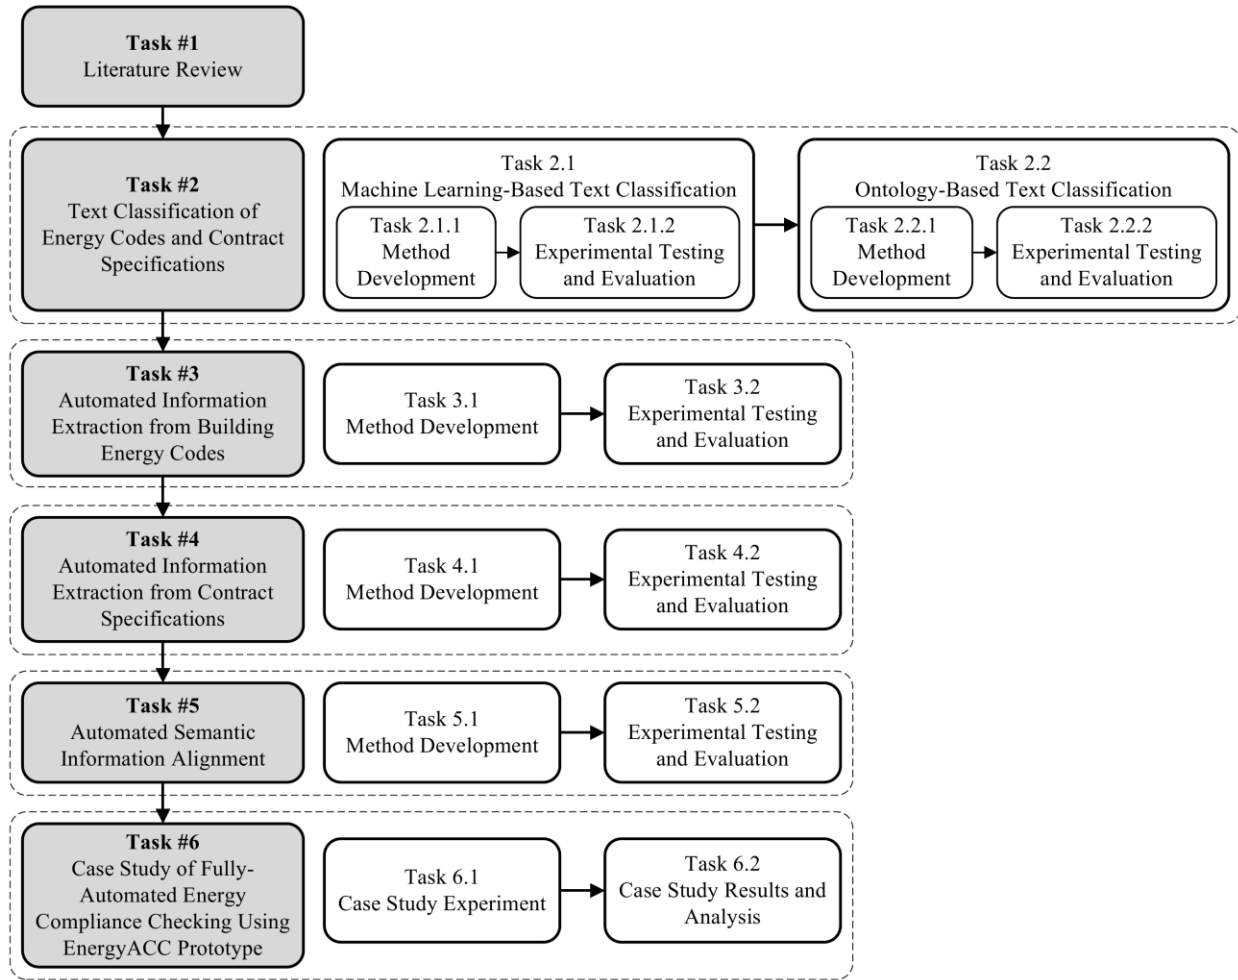 Task #1
Literature Review
Task #2
Text Classification of
Energy Codes and Contract
Specifications
Task 2.1
Machine Learning-Based Text Classification
Task 2.1.1
Method
Development
Task 2.1.2
Experimental Testing
and Evaluation
Task 2.2
Ontology-Based Text Classification
Task 2.2.1
Method
Development
Task 2.2.2
Experimental Testing
and Evaluation
Task #3
Automated Information
Extraction from Building
Energy Codes
Task 3.1
Method Development
Task 3.2
Experimental Testing
and Evaluation
Task #4
Automated Information
Extraction from Contract
Specifications
Task 4.1
Method Development
Task 4.2
Experimental Testing
and Evaluation
Task #5
Automated Semantic
Information Alignment
Task 5.1
Method Development
Task 5.2
Experimental Testing
and Evaluation
Task #6
Case Study of Fully-
Automated Energy
Compliance Checking Using
EnergyACC Prototype
Task 6.1
Case Study Experiment
Task 6.2
Case Study Results and
Analysis